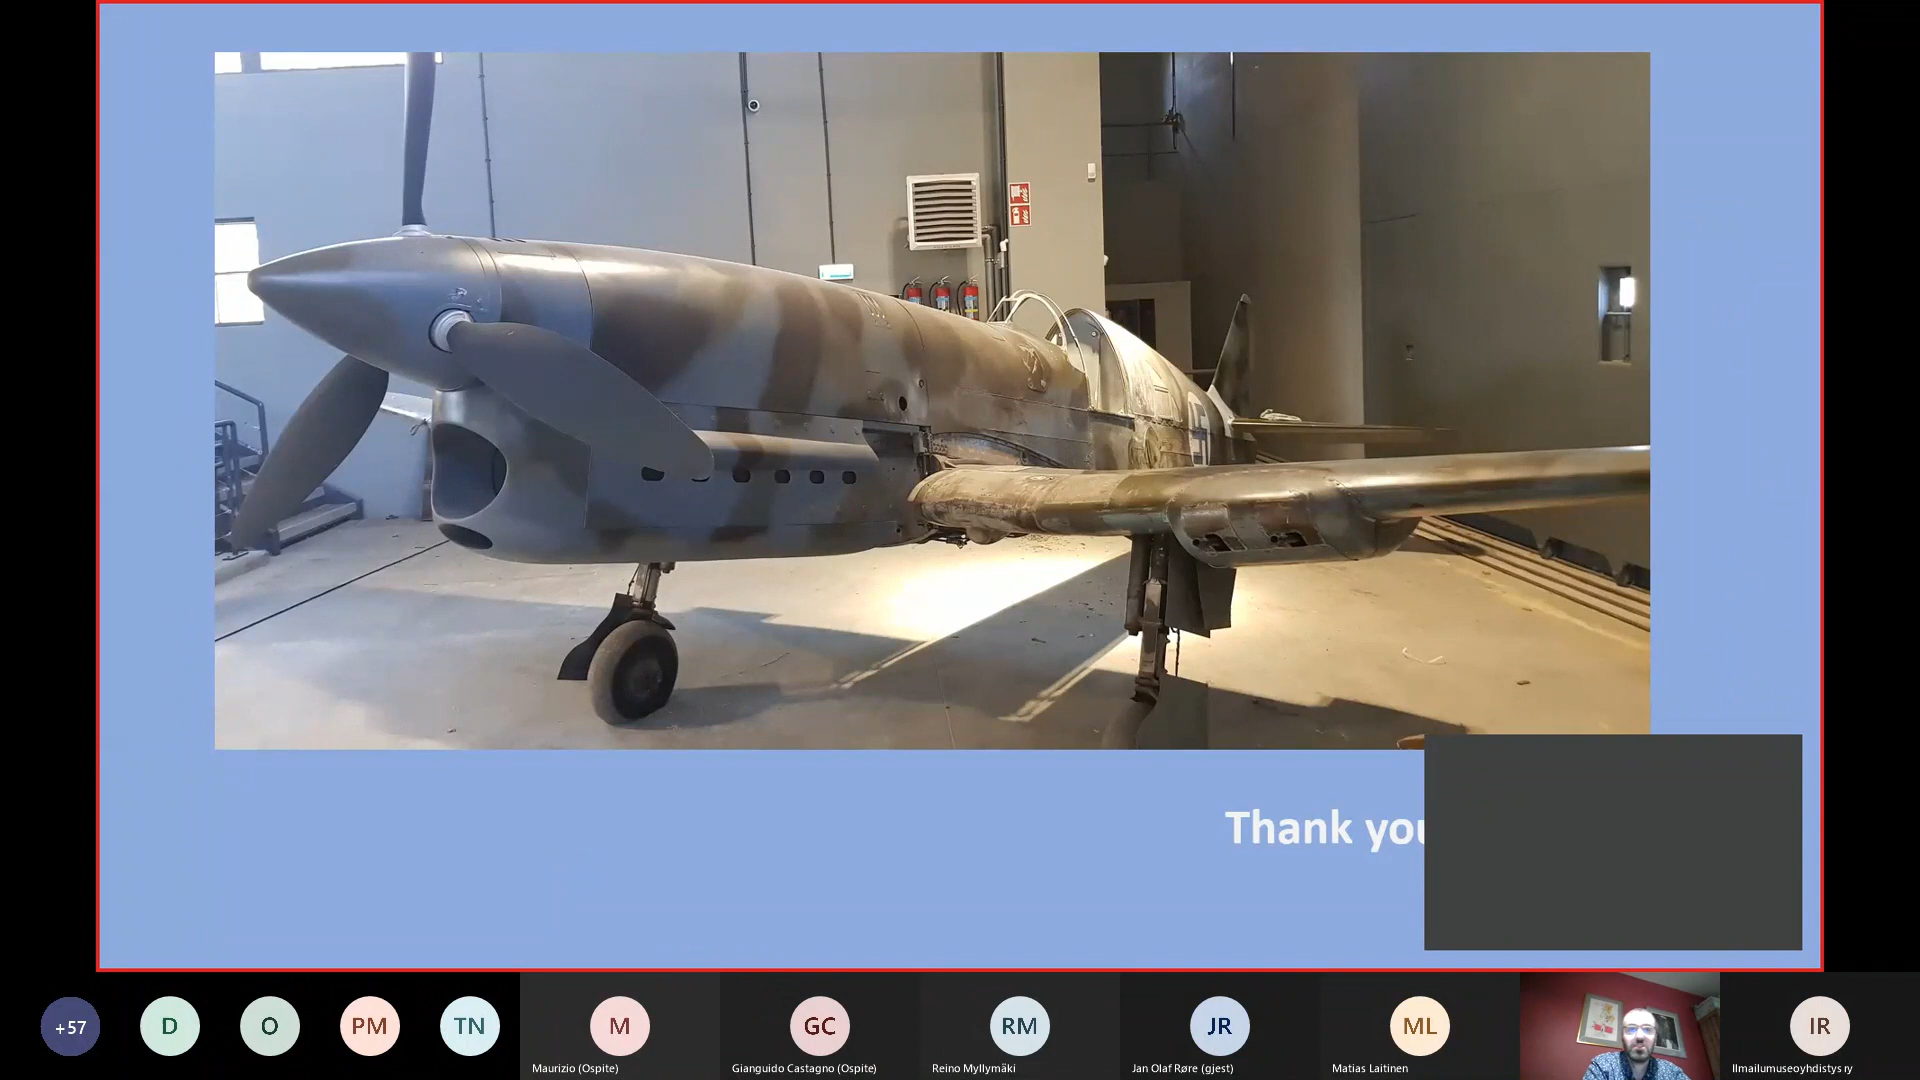 Thank you
+57
D
O
PM
TN
M
GC
RM
JR
ML
IR
Maurizio (Ospite)
Gianguido Castagno (Ospite)
Reino Myllymäki
Jan Olaf Røre (gjest)
Matias Laitinen
Ilmailumuseoyhdistys ry